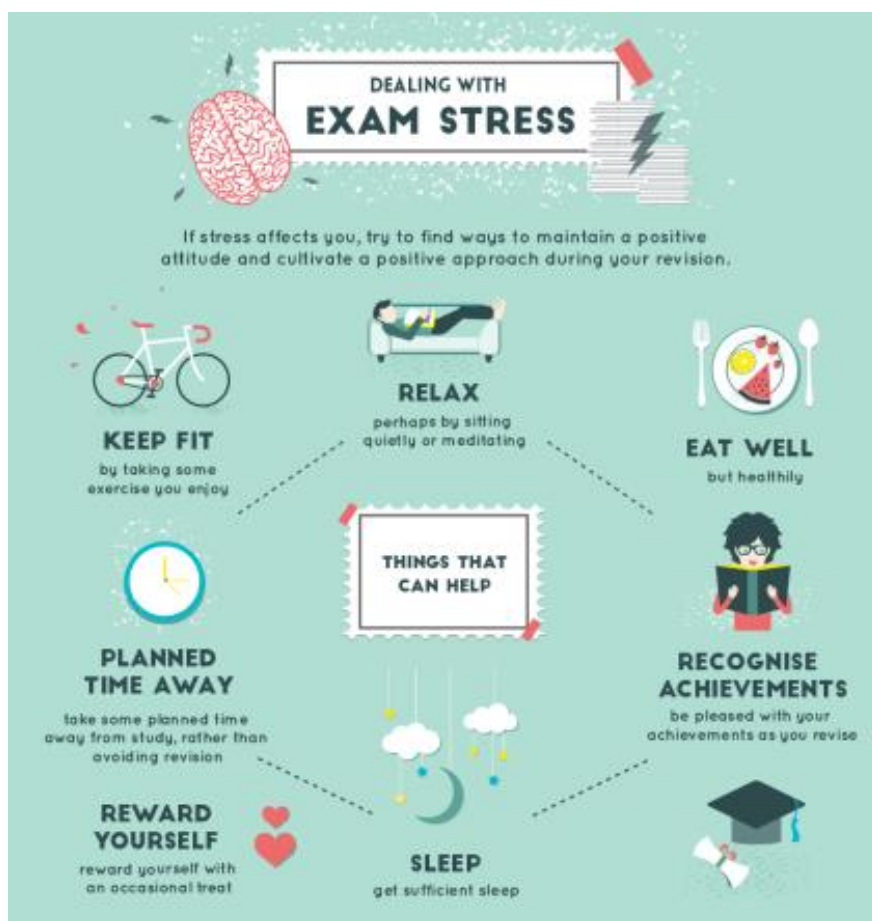 DEALING WITH
EXAM STRESS
If stress affects you, try to find ways to maintain a positive
attitude and cultivate a positive approach during your revision.
KEEP FIT
by taking some
exercise you enjoy
RELAX
perhaps by sitting
quietly or meditating
EAT WELL
but healthily
THINGS THAT
CAN HELP
PLANNED
TIME AWAY
take some planned time
away from study, rather than
avoiding revision
RECOGNISE
ACHIEVEMENTS
be pleased with your
achievements as you revise
REWARD
YOURSELF
reward yourself with
an occasional treat
SLEEP
get sufficient sleep